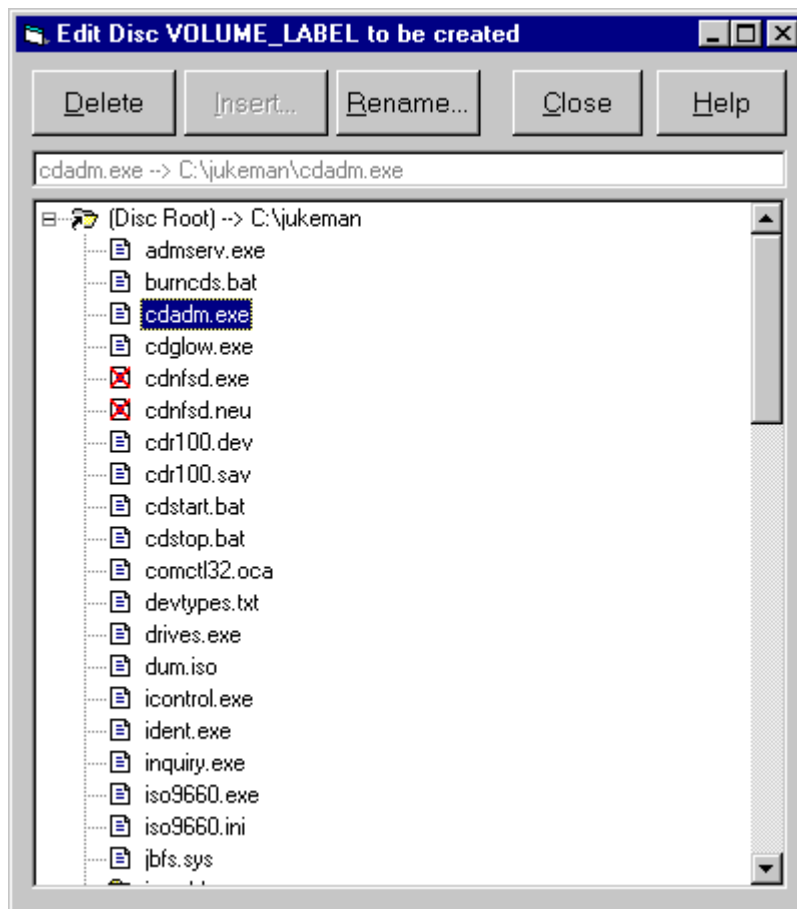 Edit Disc VOLUME_LABEL to be created
Delete Insert... Rename... Close Help
cdadm.exe --> C:\jukeman\cdadm.exe
(Disc Root) --> C:\jukeman
admserv.exe
burncds.bat
cdadm.exe
cdglow.exe
cdnfsd.exe
cdnfsd.neu
cdr100.dev
cdr100.sav
cdstart.bat
cdstop.bat
comctl32.oca
devtypes.txt
drives.exe
dum.iso
icontrol.exe
ident.exe
inquiry.exe
iso9660.exe
iso9660.ini
jbfs.sys